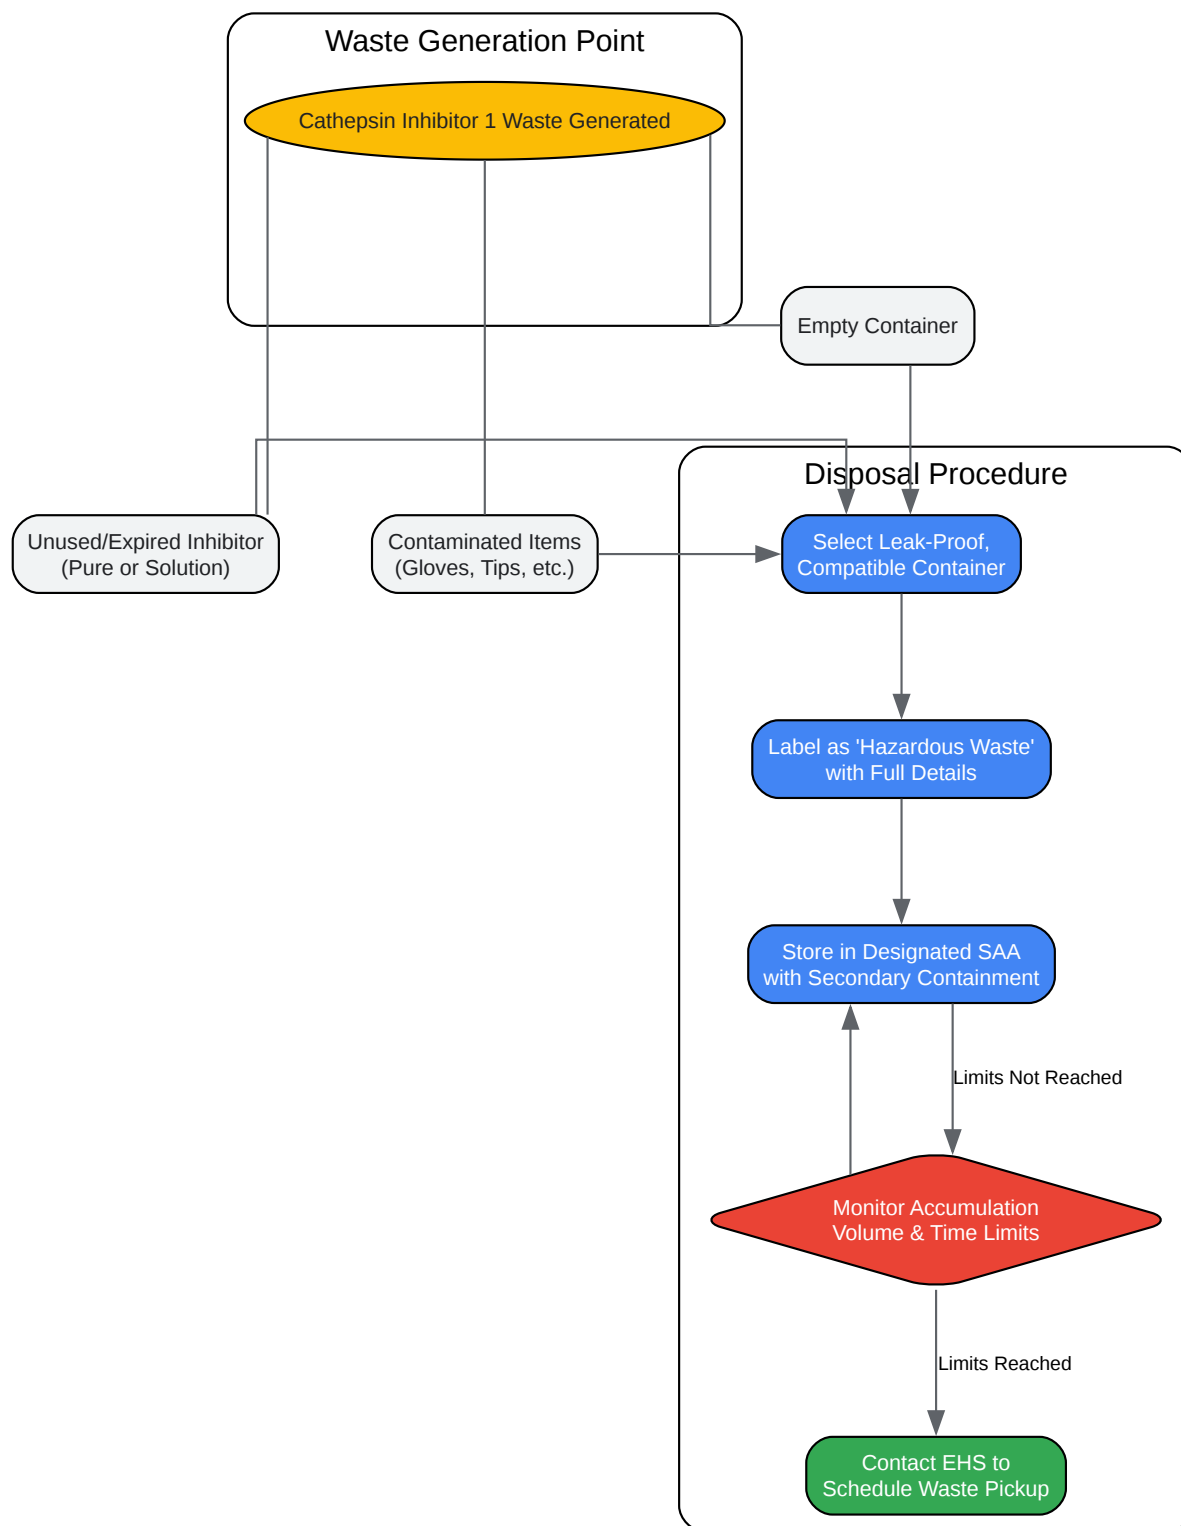 Waste Generation Point
Cathepsin Inhibitor 1 Waste Generated
Empty Container
Disposal Procedure
Unused/Expired Inhibitor
(Pure or Solution)
Contaminated Items
(Gloves, Tips, etc.)
Select Leak-Proof,
Compatible Container
Label as 'Hazardous Waste'
with Full Details
Store in Designated SAA
with Secondary Containment
Limits Not Reached
Monitor Accumulation
Volume & Time Limits
Limits Reached
Contact EHS to
Schedule Waste Pickup